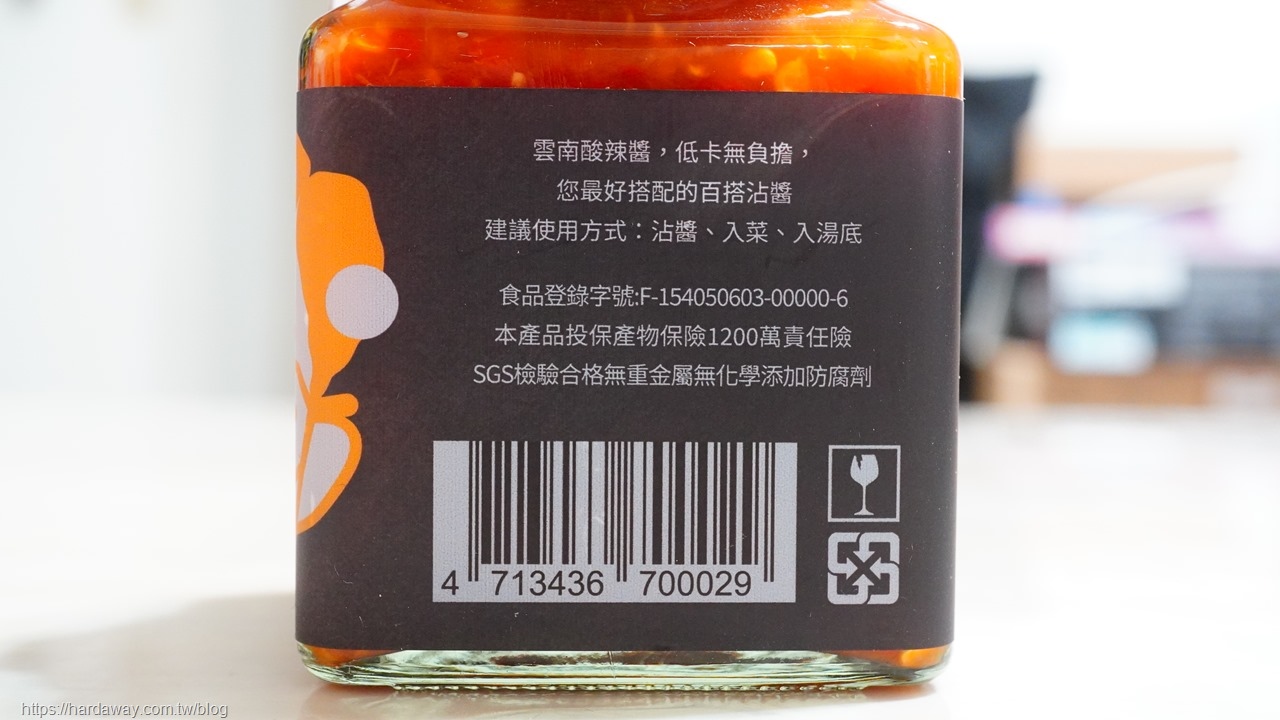 雲南酸辣醬，低卡無負擔，
您最好搭配的百搭沾醬
建議使用方式：沾醬、入菜、入湯底
食品登錄字號:F-154050603-00000-6
本產品投保產物保險1200萬責任險
SGS檢驗合格無重金屬無化學添加防腐劑
4 713436 700029
https://hardaway.com.tw/blog